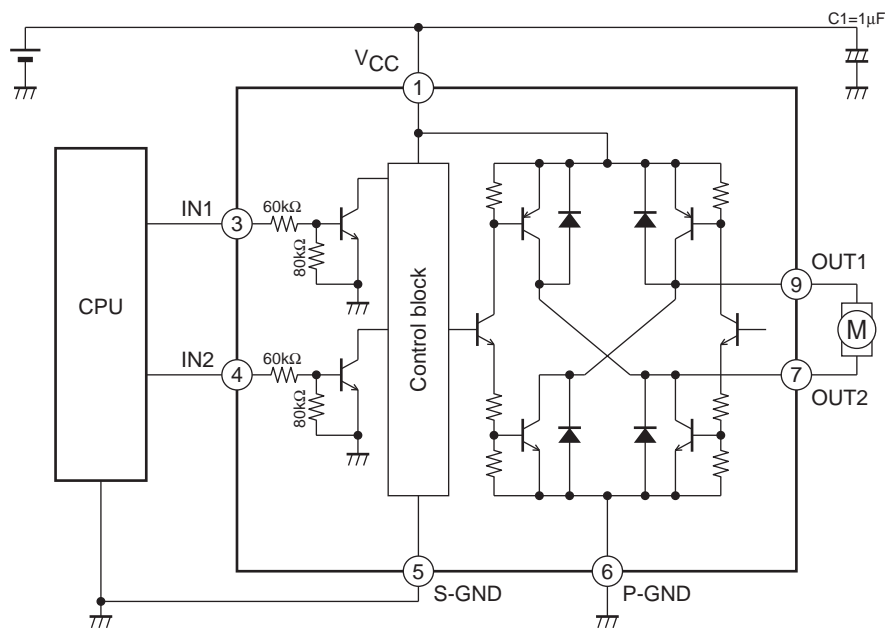 C1=1μF
VCC
1
IN1
3
60kΩ
80kΩ
CPU
Control block
9
OUT1
M
IN2
4
60kΩ
80kΩ
7
OUT2
5
S-GND
6
P-GND